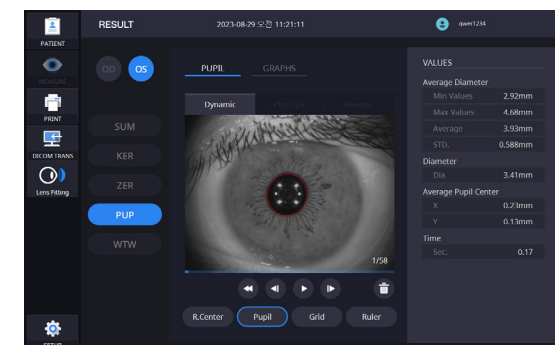 RESULT
2023-08-29 오전 11:21:11
qwer1234
PATIENT
MEASURE
PRINT
DICOM TRANS
Lens Fitting
SETUP
OD
OS
SUM
KER
ZER
PUP
WTW
PUPIL
GRAPHS
Dynamic
Photopic
Mesopic
1/58
R.Center
Pupil
Grid
Ruler
VALUES
Average Diameter
Min Values 2.92mm
Max Values 4.68mm
Average 3.93mm
STD. 0.588mm
Diameter
Dia 3.41mm
Average Pupil Center
X 0.23mm
Y 0.13mm
Time
Sec. 0.17